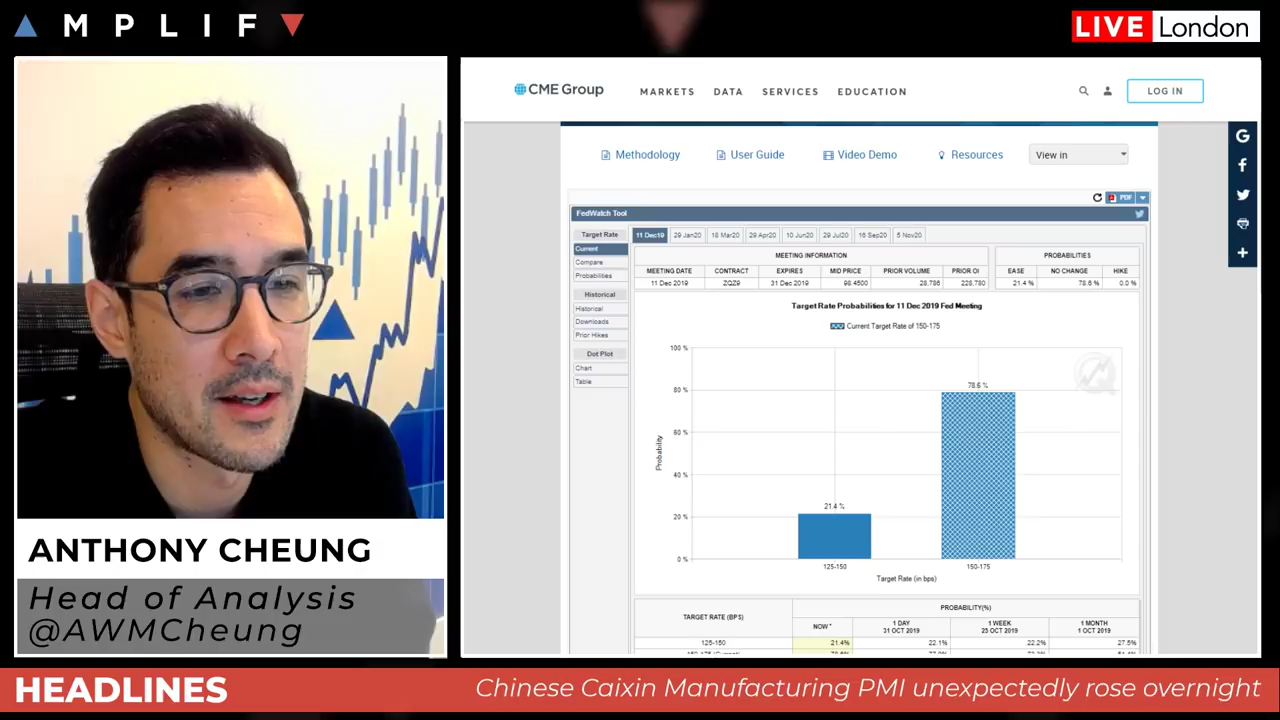 AMPLIFY
LIVE London
CME Group
MARKETS DATA SERVICES EDUCATION
LOG IN
Methodology User Guide Video Demo Resources View in
PDF
FedWatch Tool
Target Rate
Current
Compare
Probabilities
Historical
Historical
Downloads
Prior Hikes
Dot Plot
Chart
Table
11 Dec19 29 Jan20 18 Mar20 29 Apr20 10 Jun20 29 Jul20 16 Sep20 5 Nov20
MEETING INFORMATION
MEETING DATE CONTRACT EXPIRES MID PRICE PRIOR VOLUME PRIOR OI
11 Dec 2019 ZQZ9 31 Dec 2019 98.4500 28,786 228,780
PROBABILITIES
EASE NO CHANGE HIKE
21.4 % 78.6 % 0.0 %
Target Rate Probabilities for 11 Dec 2019 Fed Meeting
Current Target Rate of 150-175
100 %
80 %
60 %
40 %
20 %
0 %
Probability
21.4 %
78.6 %
125-150 150-175
Target Rate (in bps)
TARGET RATE (BPS)
PROBABILITY(%)
NOW *
1 DAY
31 OCT 2019
1 WEEK
25 OCT 2019
1 MONTH
1 OCT 2019
125-150 21.4% 22.1% 22.2% 27.5%
ANTHONY CHEUNG
Head of Analysis
@AWMCheung
HEADLINES
Chinese Caixin Manufacturing PMI unexpectedly rose overnight